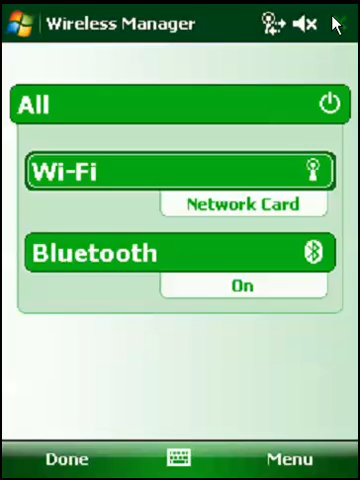 Wireless Manager
All
Wi-Fi
Network Card
Bluetooth
On
Done
Menu